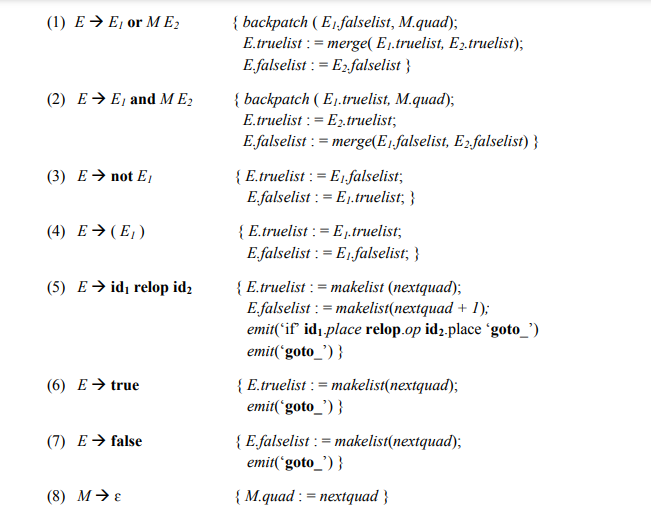 (1) E → E₁ or M E₂ { backpatch ( E₁.falselist, M.quad);
E.truelist : = merge( E₁.truelist, E₂.truelist);
E.falselist : = E₂.falselist }
(2) E → E₁ and M E₂ { backpatch ( E₁.truelist, M.quad);
E.truelist : = E₂.truelist;
E.falselist : = merge(E₁.falselist, E₂.falselist) }
(3) E → not E₁ { E.truelist : = E₁.falselist;
E.falselist : = E₁.truelist; }
(4) E → ( E₁ ) { E.truelist : = E₁.truelist;
E.falselist : = E₁.falselist; }
(5) E → id₁ relop id₂ { E.truelist : = makelist (nextquad);
E.falselist : = makelist(nextquad + 1);
emit(‘if’ id₁.place relop.op id₂.place ‘goto_’)
emit(‘goto_’) }
(6) E → true { E.truelist : = makelist(nextquad);
emit(‘goto_’) }
(7) E → false { E.falselist : = makelist(nextquad);
emit(‘goto_’) }
(8) M → ε { M.quad : = nextquad }